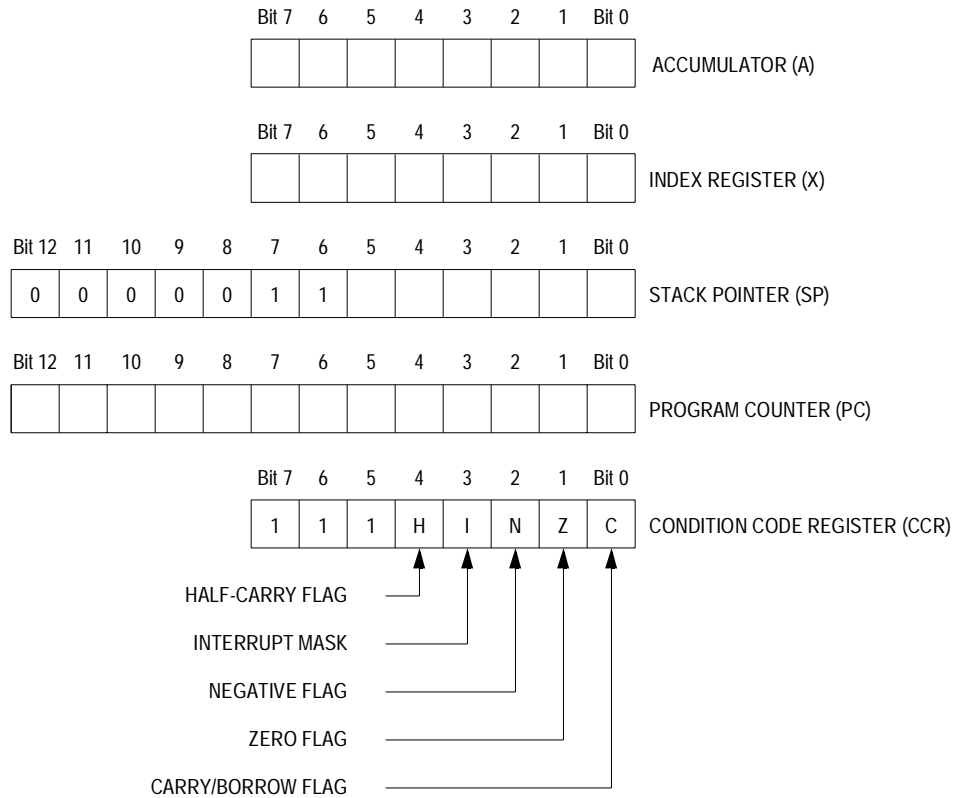 Bit 7 6 5 4 3 2 1 Bit 0
ACCUMULATOR (A)
Bit 7 6 5 4 3 2 1 Bit 0
INDEX REGISTER (X)
Bit 12 11 10 9 8 7 6 5 4 3 2 1 Bit 0
0 0 0 0 0 1 1 STACK POINTER (SP)
Bit 12 11 10 9 8 7 6 5 4 3 2 1 Bit 0
PROGRAM COUNTER (PC)
Bit 7 6 5 4 3 2 1 Bit 0
1 1 1 H I N Z C CONDITION CODE REGISTER (CCR)
HALF-CARRY FLAG
INTERRUPT MASK
NEGATIVE FLAG
ZERO FLAG
CARRY/BORROW FLAG